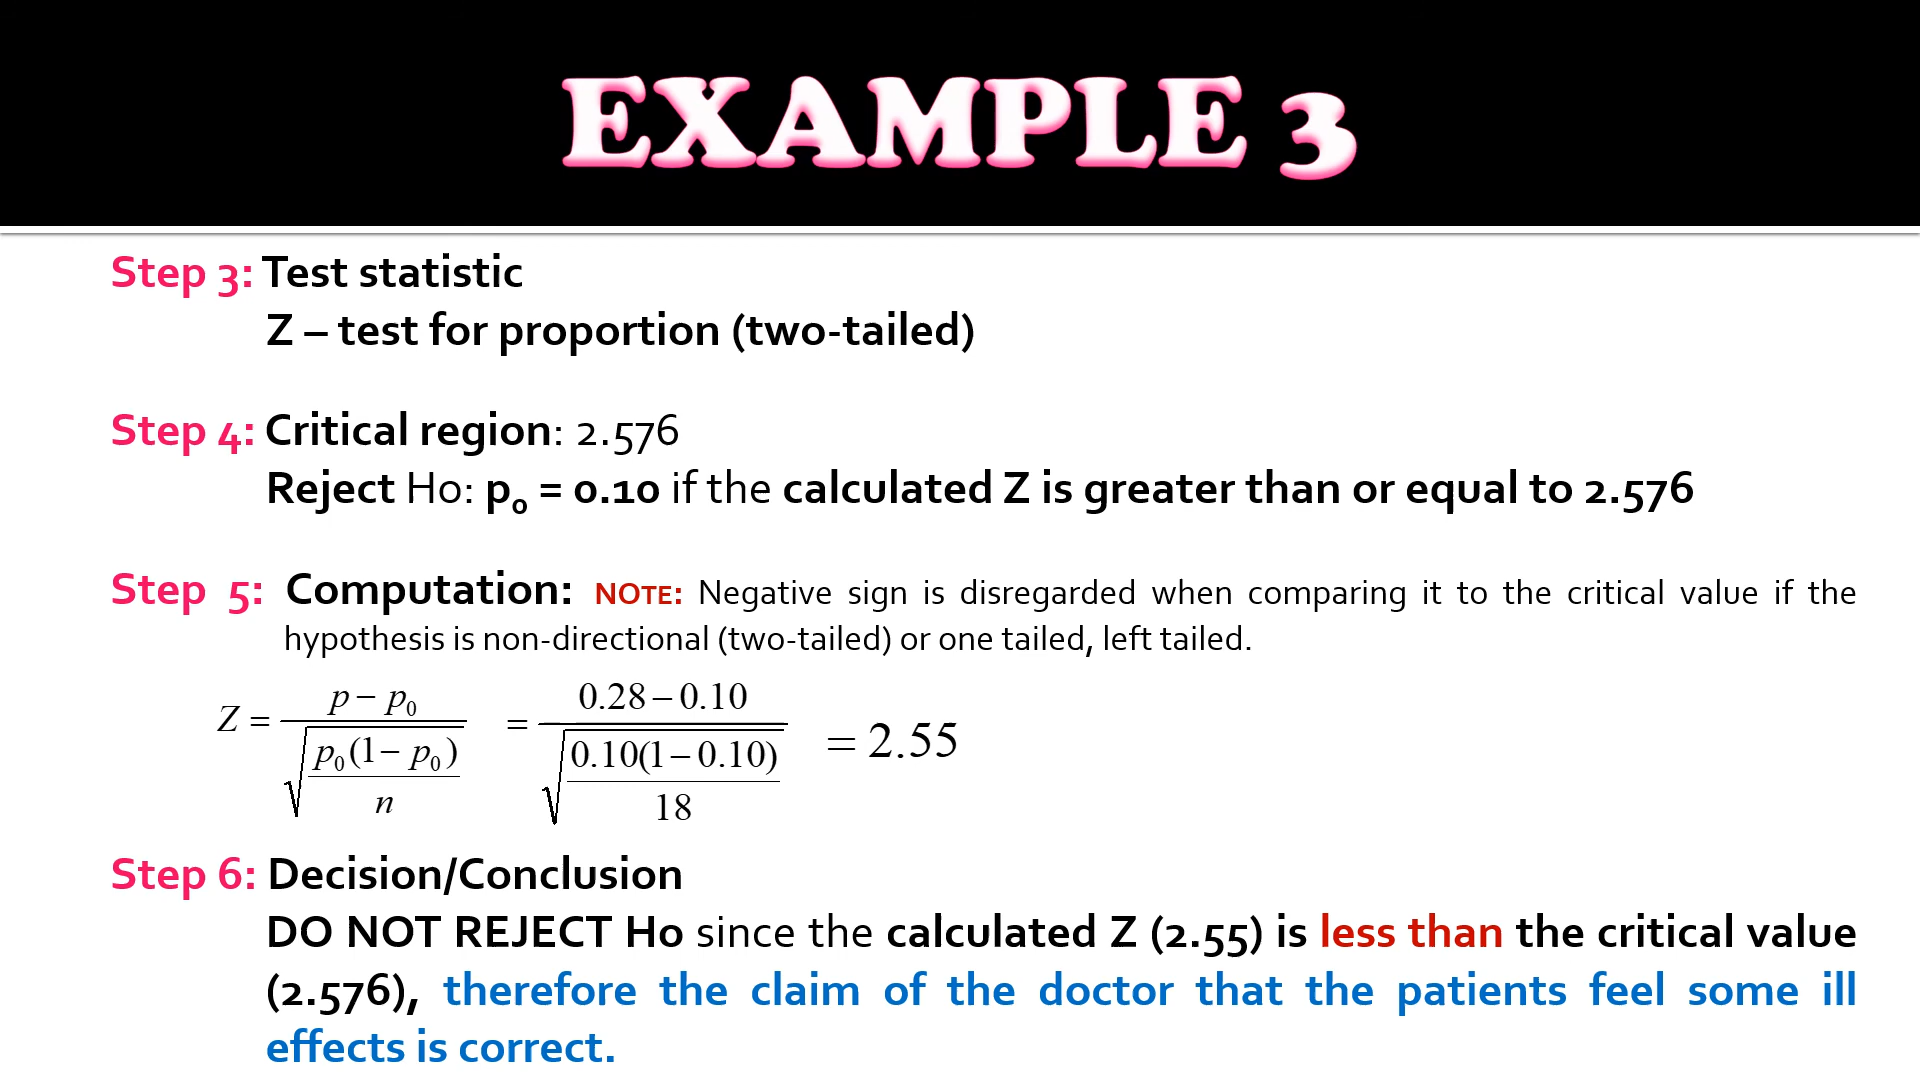 EXAMPLE 3
Step 3: Test statistic
Z – test for proportion (two-tailed)
Step 4: Critical region: 2.576
Reject Ho: p₀ = 0.10 if the calculated Z is greater than or equal to 2.576
Step 5: Computation: NOTE: Negative sign is disregarded when comparing it to the critical value if the
hypothesis is non-directional (two-tailed) or one tailed, left tailed.
Z = (p − p₀) / √(p₀(1 − p₀) / n) = (0.28 − 0.10) / √(0.10(1 − 0.10) / 18) = 2.55
Step 6: Decision/Conclusion
DO NOT REJECT Ho since the calculated Z (2.55) is less than the critical value
(2.576), therefore the claim of the doctor that the patients feel some ill
effects is correct.